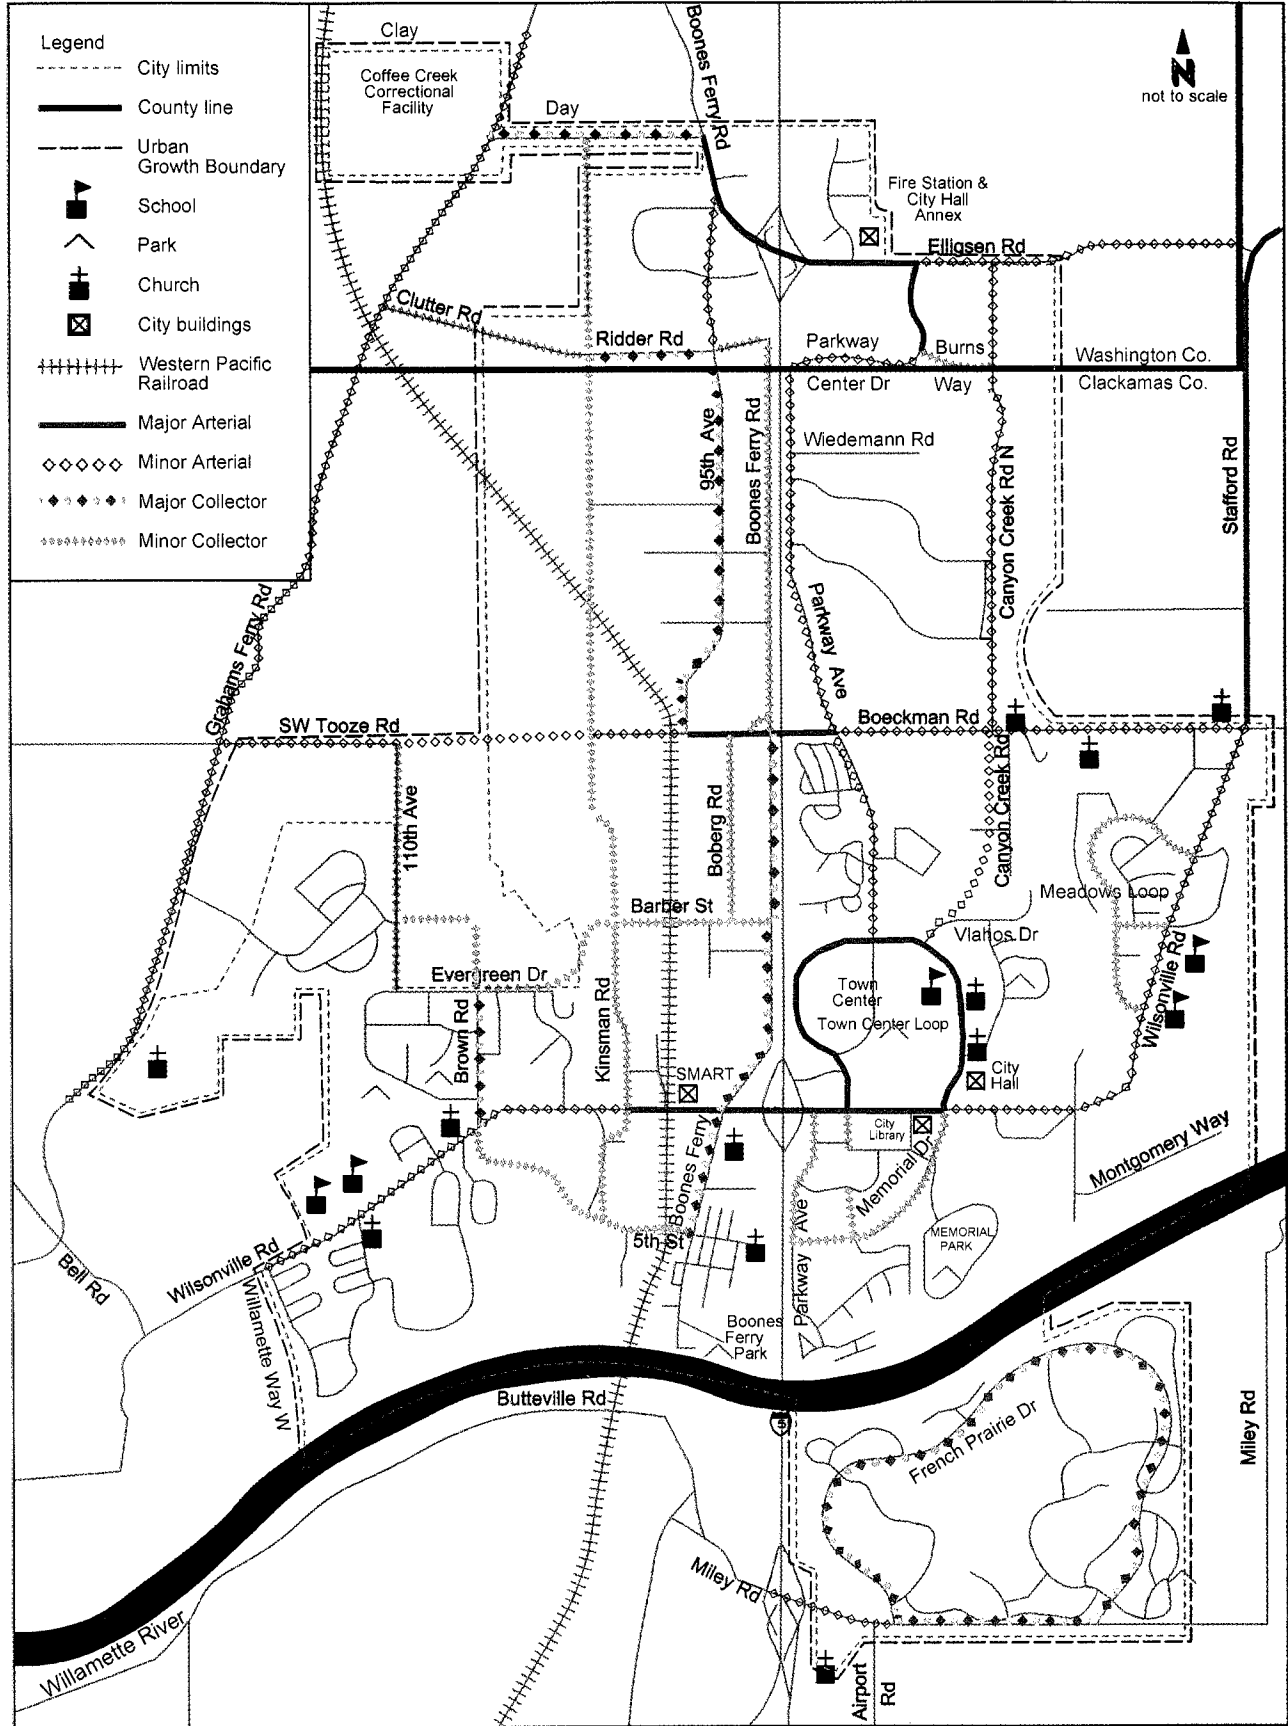 Legend
City limits
County line
Urban
Growth Boundary
School
Park
Church
City buildings
Western Pacific
Railroad
Major Arterial
Minor Arterial
Major Collector
Minor Collector
Clay
Coffee Creek
Correctional
Facility
Day
Boones Ferry Rd
N
not to scale
Fire Station &
City Hall
Annex
Elligsen Rd
Clutter Rd
Ridder Rd
Parkway
Center Dr
Burns
Way
Washington Co.
Clackamas Co.
95th Ave
Boones Ferry Rd
Wiedemann Rd
Canyon Creek Rd N
Stafford Rd
Grahams Ferry Rd
Parkway Ave
SW Tooze Rd
Boeckman Rd
110th Ave
Boberg Rd
Canyon Creek Rd
Meadows Loop
Barber St
Vlahos Dr
Evergreen Dr
Town
Center
Town Center Loop
Wilsonville Rd
Brown Rd
Kinsman Rd
SMART
City
Hall
City
Library
Memorial Dr
Montgomery Way
Boones Ferry
5th St
Parkway Ave
MEMORIAL
PARK
Bell Rd
Wilsonville Rd
Willamette Way W
Boones
Ferry
Park
Butteville Rd
5
French Prairie Dr
Miley Rd
Miley Rd
Willamette River
Airport
Rd